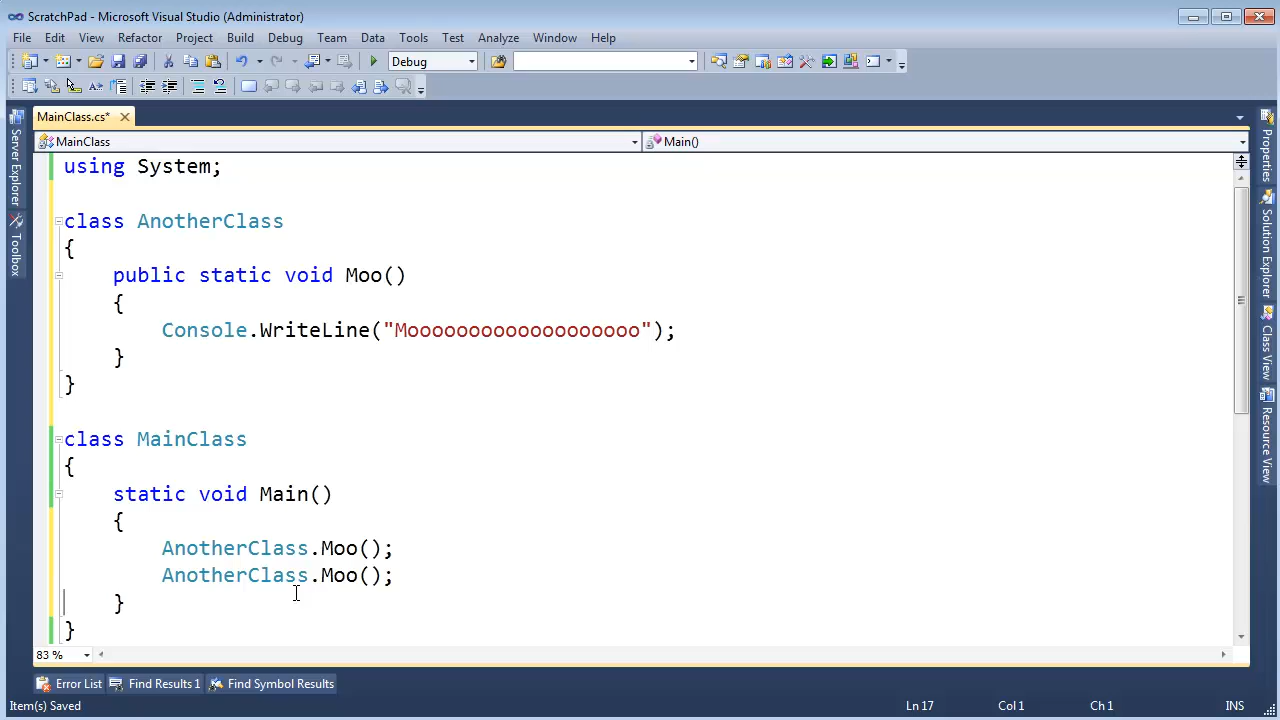 ScratchPad - Microsoft Visual Studio (Administrator)
File Edit View Refactor Project Build Debug Team Data Tools Test Analyze Window Help
Debug
MainClass.cs*
MainClass
Main()
Server Explorer
Toolbox
using System;
class AnotherClass
{
public static void Moo()
{
Console.WriteLine("Mooooooooooooooooooo");
}
}
class MainClass
{
static void Main()
{
AnotherClass.Moo();
AnotherClass.Moo();
}
}
Properties
Solution Explorer
Class View
Resource View
83 %
Error List Find Results 1 Find Symbol Results
Item(s) Saved Ln 17 Col 1 Ch 1 INS